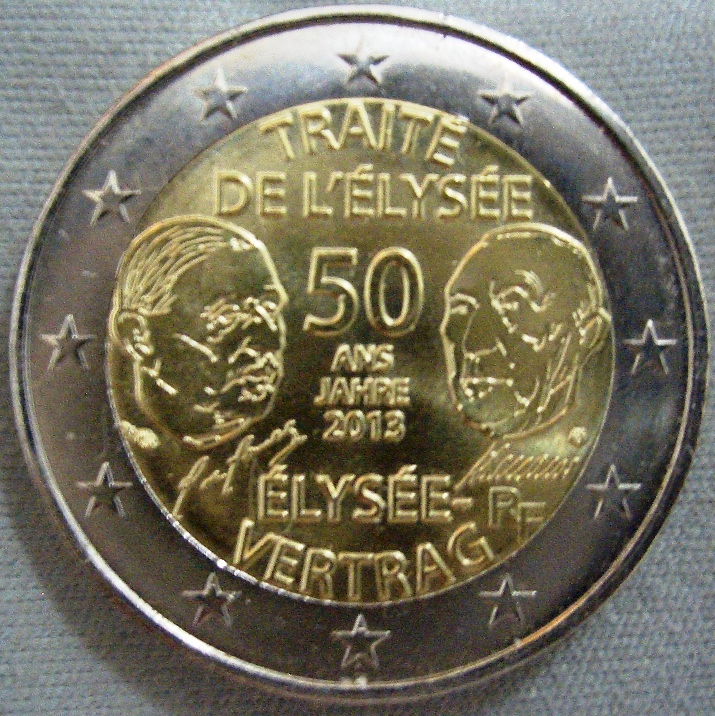 TRAITÉ
DE L'ÉLYSÉE
50
ANS
JAHRE
2013
ÉLYSÉE-
VERTRAG
RF